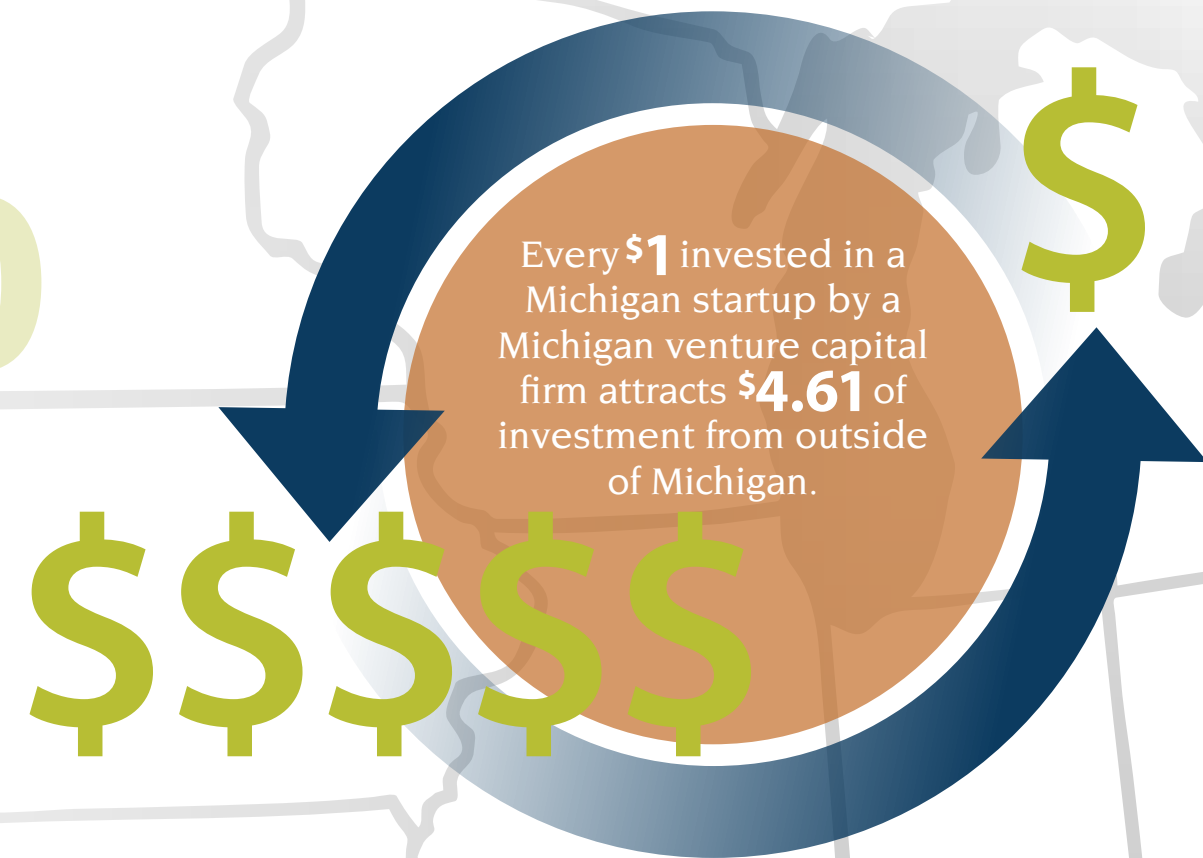 $
Every $1 invested in a
Michigan startup by a
Michigan venture capital
firm attracts $4.61 of
investment from outside
of Michigan.
$$$$$